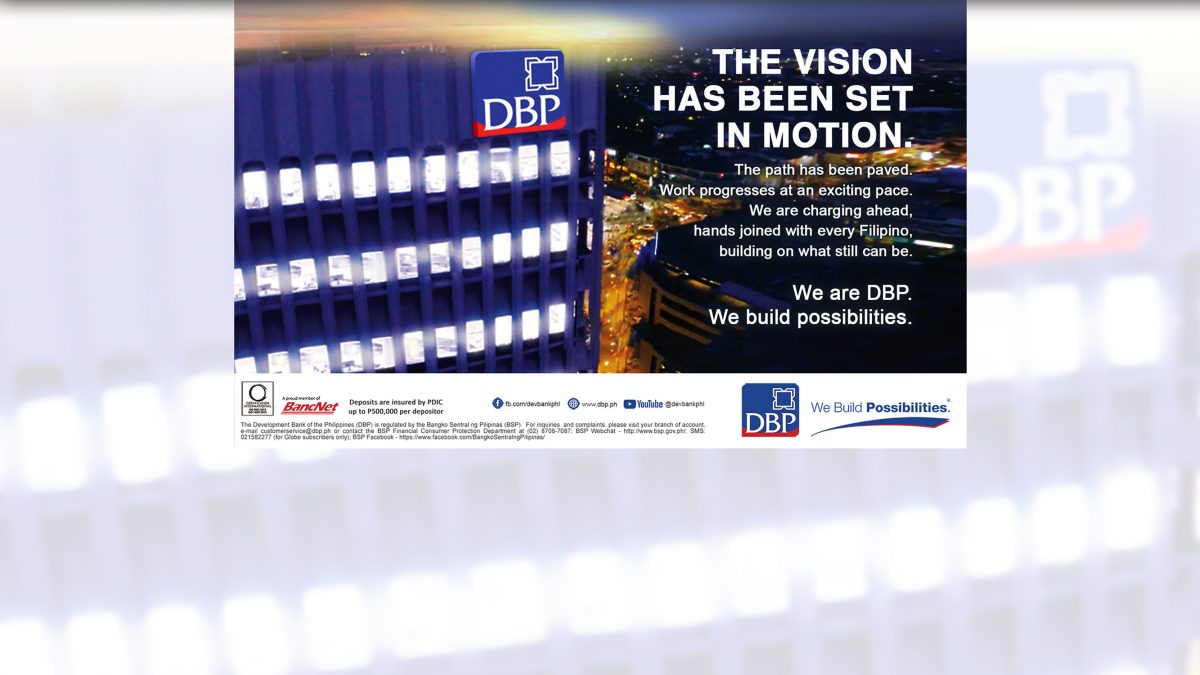 DBP
THE VISION
HAS BEEN SET
IN MOTION.
The path has been paved.
Work progresses at an exciting pace.
We are charging ahead,
hands joined with every Filipino,
building on what still can be.
We are DBP.
We build possibilities.
DBP
A proud member of
BancNet
Deposits are insured by PDIC
up to P500,000 per depositor
fb.com/devbankphl
www.dbp.ph
YouTube @devbankphl
DBP
We Build Possibilities.®
The Development Bank of the Philippines (DBP) is regulated by the Bangko Sentral ng Pilipinas (BSP). For inquiries and complaints, please visit your branch of account,
e-mail customerservice@dbp.ph or contact the BSP Financial Consumer Protection Department at (02) 8708-7087; BSP Webchat - http://www.bsp.gov.ph/; SMS:
021582277 (for Globe subscribers only); BSP Facebook - https://www.facebook.com/BangkoSentralngPilipinas/